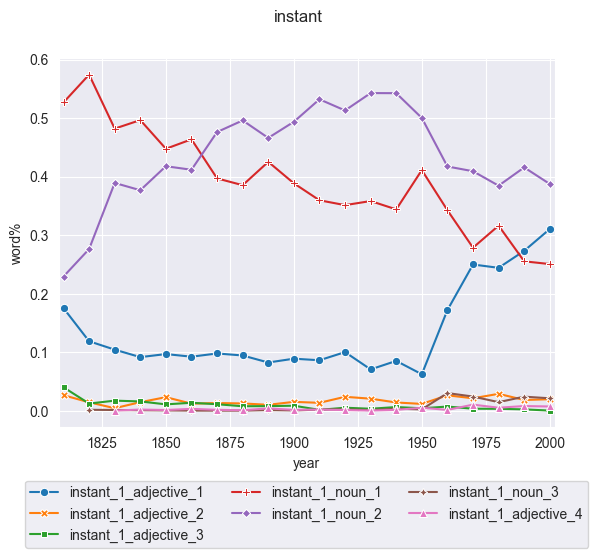 instant
0.6
0.5
0.4
0.3
0.2
0.1
0.0
word%
1825 1850 1875 1900 1925 1950 1975 2000
year
instant_1_adjective_1 instant_1_noun_1 instant_1_noun_3
instant_1_adjective_2 instant_1_noun_2 instant_1_adjective_4
instant_1_adjective_3